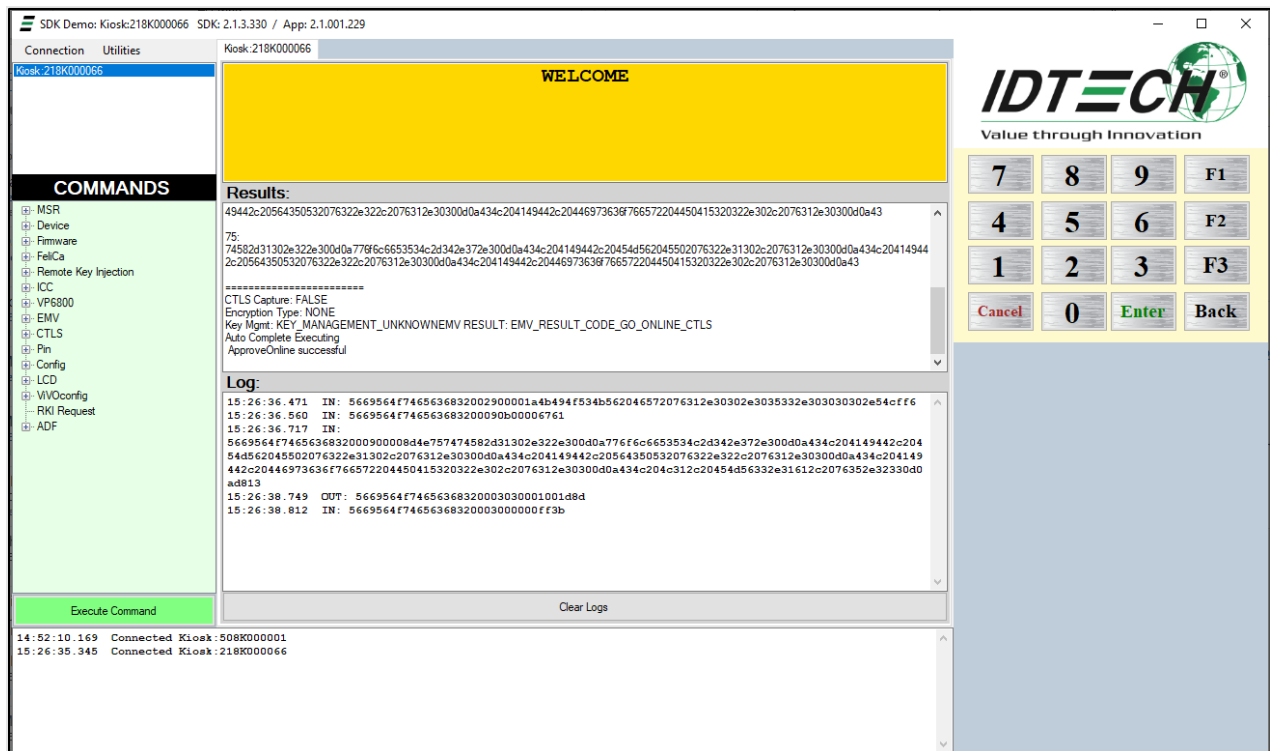 SDK Demo: Kiosk:218K000066 SDK: 2.1.3.330 / App: 2.1.001.229
Connection Utilities
Kiosk:218K000066
Kiosk:218K000066
WELCOME
IDTECH®
Value through Innovation
COMMANDS
MSR
Device
Firmware
FeliCa
Remote Key Injection
ICC
VP6800
EMV
CTLS
Pin
Config
LCD
ViVOconfig
RKI Request
ADF
Execute Command
Results:
49442c20564350532076322e322c2076312e30300d0a434c204149442c20446973636f766572204450415320322e302c2076312e30300d0a43
75:
74582d31302e322e300d0a776f6c6653534c2d342e372e300d0a434c204149442c20454d562045502076322e31302c2076312e30300d0a434c20414944
2c20564350532076322e322c2076312e30300d0a434c204149442c20446973636f766572204450415320322e302c2076312e30300d0a43
========================
CTLS Capture: FALSE
Encryption Type: NONE
Key Mgmt: KEY_MANAGEMENT_UNKNOWNEMV RESULT: EMV_RESULT_CODE_GO_ONLINE_CTLS
Auto Complete Executing
ApproveOnline successful
Log:
15:26:36.471 IN: 5669564f7465636832002900001a4b494f534b562046572076312e30302e3035332e303030302e54cff6
15:26:36.560 IN: 5669564f746563683200090b00006761
15:26:36.717 IN:
5669564f7465636832000900008d4e757474582d31302e322e300d0a776f6c6653534c2d342e372e300d0a434c204149442c204
54d562045502076322e31302c2076312e30300d0a434c204149442c20564350532076322e322c2076312e30300d0a434c204149
442c20446973636f766572204450415320322e302c2076312e30300d0a434c204c312c20454d56332e31612c2076352e32330d0
ad813
15:26:38.749 OUT: 5669564f74656368320003030001001d8d
15:26:38.812 IN: 5669564f74656368320003000000ff3b
Clear Logs
14:52:10.169 Connected Kiosk:508K000001
15:26:35.345 Connected Kiosk:218K000066
7 8 9 F1
4 5 6 F2
1 2 3 F3
Cancel 0 Enter Back